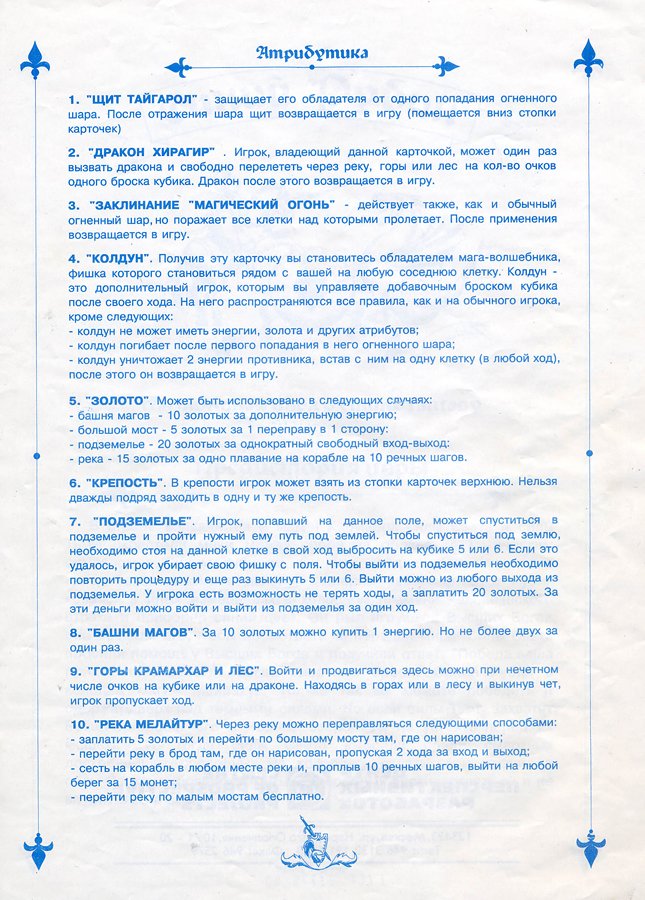 Атрибутика
1. "ЩИТ ТАЙГАРОЛ" - защищает его обладателя от одного попадания огненного
шара. После отражения шара щит возвращается в игру (помещается вниз стопки
карточек)
2. "ДРАКОН ХИРАГИР" . Игрок, владеющий данной карточкой, может один раз
вызвать дракона и свободно перелететь через реку, горы или лес на кол-во очков
одного броска кубика. Дракон после этого возвращается в игру.
3. "ЗАКЛИНАНИЕ "МАГИЧЕСКИЙ ОГОНЬ" - действует также, как и обычный
огненный шар, но поражает все клетки над которыми пролетает. После применения
возвращается в игру.
4. "КОЛДУН". Получив эту карточку вы становитесь обладателем мага-волшебника,
фишка которого становиться рядом с вашей на любую соседнюю клетку. Колдун -
это дополнительный игрок, которым вы управляете добавочным броском кубика
после своего хода. На него распространяются все правила, как и на обычного игрока,
кроме следующих:
- колдун не может иметь энергии, золота и других атрибутов;
- колдун погибает после первого попадания в него огненного шара;
- колдун уничтожает 2 энергии противника, встав с ним на одну клетку (в любой ход),
после этого он возвращается в игру.
5. "ЗОЛОТО". Может быть использовано в следующих случаях:
- башня магов - 10 золотых за дополнительную энергию;
- большой мост - 5 золотых за 1 переправу в 1 сторону:
- подземелье - 20 золотых за однократный свободный вход-выход:
- река - 15 золотых за одно плавание на корабле на 10 речных шагов.
6. "КРЕПОСТЬ". В крепости игрок может взять из стопки карточек верхнюю. Нельзя
дважды подряд заходить в одну и ту же крепость.
7. "ПОДЗЕМЕЛЬЕ". Игрок, попавший на данное поле, может спуститься в
подземелье и пройти нужный ему путь под землей. Чтобы спуститься под землю,
необходимо стоя на данной клетке в свой ход выбросить на кубике 5 или 6. Если это
удалось, игрок убирает свою фишку с поля. Чтобы выйти из подземелья необходимо
повторить процедуру и еще раз выкинуть 5 или 6. Выйти можно из любого выхода из
подземелья. У игрока есть возможность не терять ходы, а заплатить 20 золотых. За
эти деньги можно войти и выйти из подземелья за один ход.
8. "БАШНИ МАГОВ". За 10 золотых можно купить 1 энергию. Но не более двух за
один раз.
9. "ГОРЫ КРАМАРХАР И ЛЕС". Войти и продвигаться здесь можно при нечетном
числе очков на кубике или на драконе. Находясь в горах или в лесу и выкинув чет,
игрок пропускает ход.
10. "РЕКА МЕЛАЙТУР". Через реку можно переправляться следующими способами:
- заплатить 5 золотых и перейти по большому мосту там, где он нарисован;
- перейти реку в брод там, где он нарисован, пропуская 2 хода за вход и выход;
- сесть на корабль в любом месте реки и, проплыв 10 речных шагов, выйти на любой
берег за 15 монет;
- перейти реку по малым мостам бесплатно.